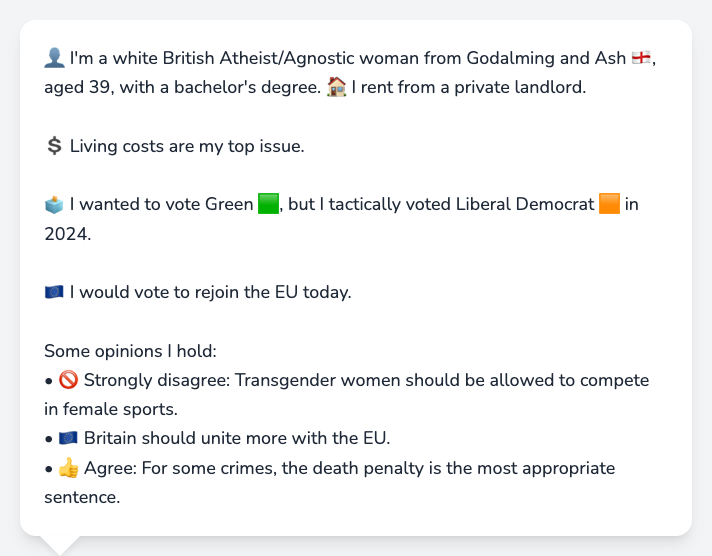 👤 I'm a white British Atheist/Agnostic woman from Godalming and Ash 🏴󠁧󠁢󠁥󠁮󠁧󠁿,
aged 39, with a bachelor's degree. 🏠 I rent from a private landlord.
💲 Living costs are my top issue.
🗳️ I wanted to vote Green 🟩, but I tactically voted Liberal Democrat 🟧 in
2024.
🇪🇺 I would vote to rejoin the EU today.
Some opinions I hold:
• 🚫 Strongly disagree: Transgender women should be allowed to compete
in female sports.
• 🇪🇺 Britain should unite more with the EU.
• 👍 Agree: For some crimes, the death penalty is the most appropriate
sentence.